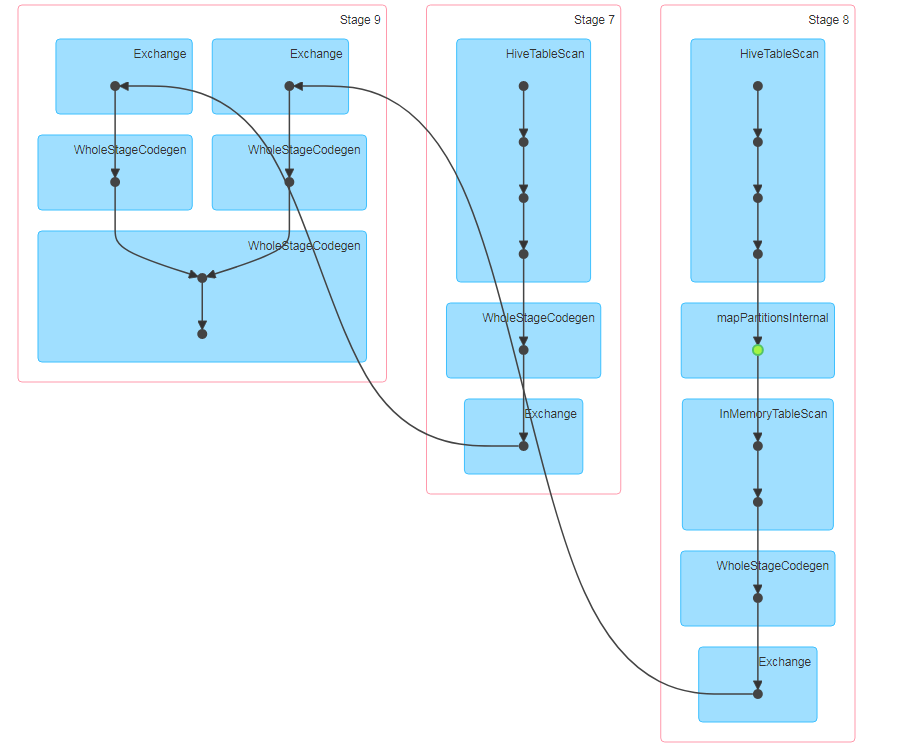 Stage 9
Exchange
Exchange
WholeStageCodegen
WholeStageCodegen
WholeStageCodegen
Stage 7
HiveTableScan
WholeStageCodegen
Exchange
Stage 8
HiveTableScan
mapPartitionsInternal
InMemoryTableScan
WholeStageCodegen
Exchange